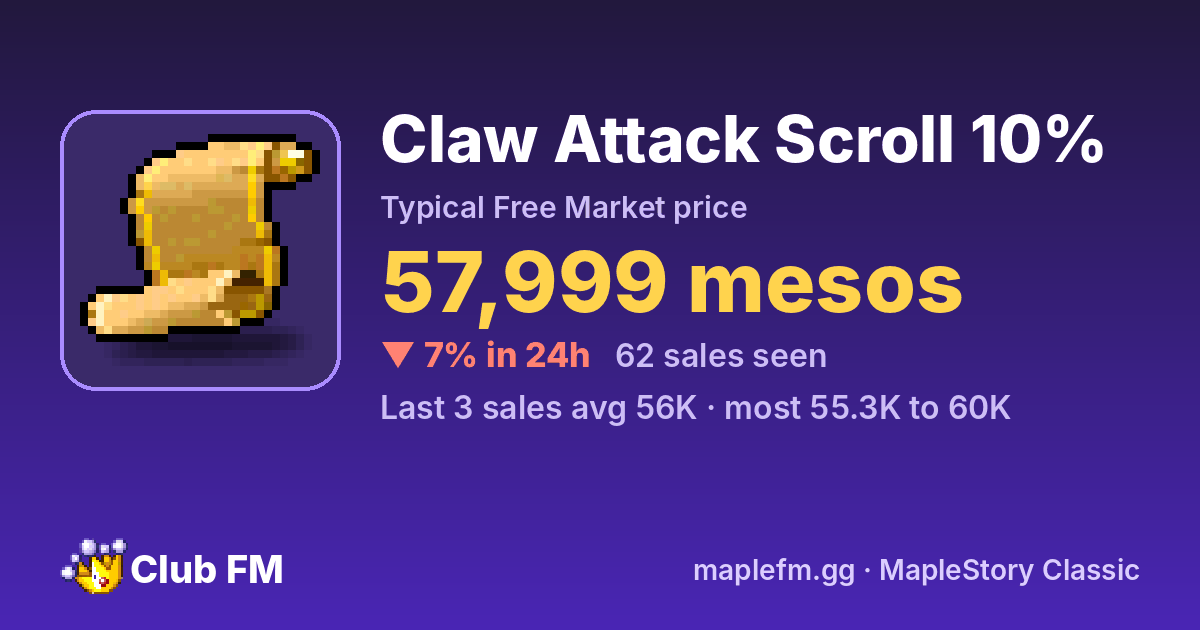 Claw Attack Scroll 10%
Typical Free Market price
57,999 mesos
▼ 7% in 24h 62 sales seen
Last 3 sales avg 56K · most 55.3K to 60K
Club FM
maplefm.gg · MapleStory Classic